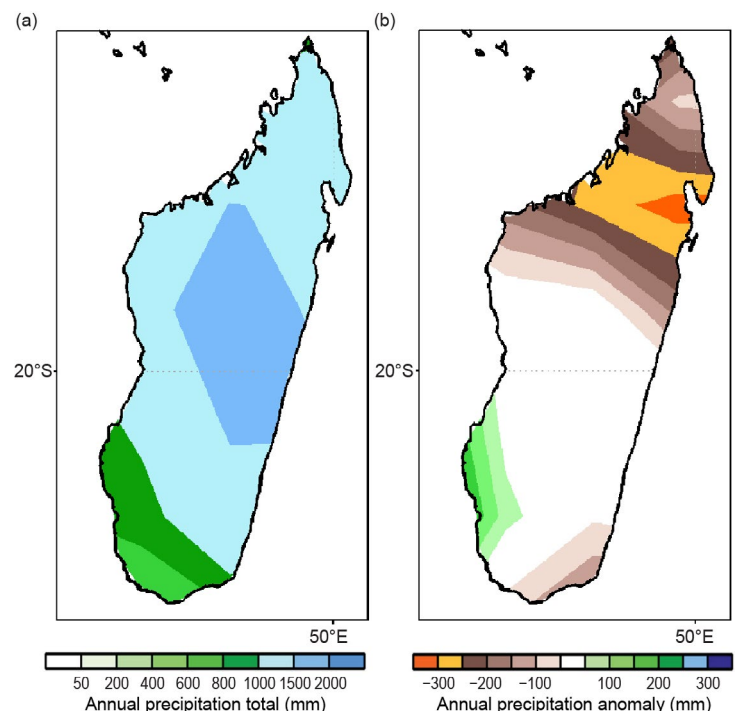 (a)
(b)
20°S
20°S
50°E
50°E
50 200 400 600 800 1000 1500 2000
Annual precipitation total (mm)
−300 −200 −100 100 200 300
Annual precipitation anomaly (mm)